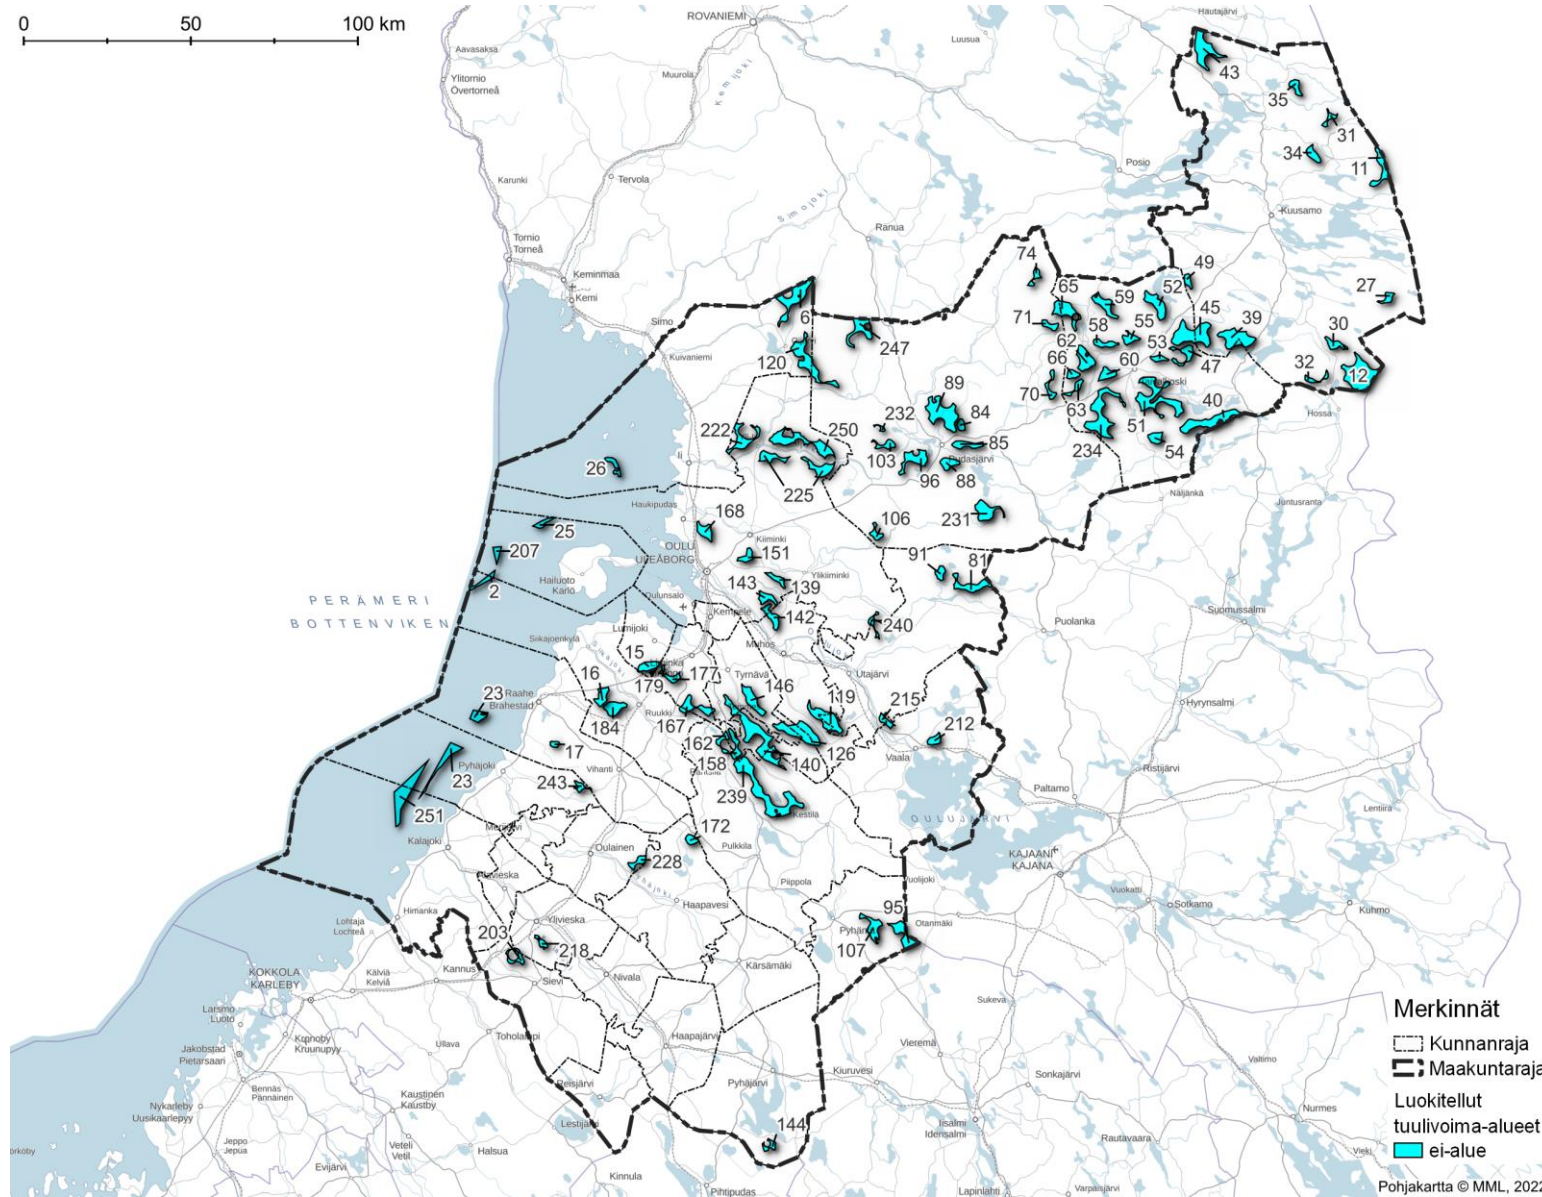 0 50 100 km
ROVANIEMI
Hautajärvi
Aavasaksa
Luusua
Ylitornio
Övertorneå
Muurola
Kemijoki
43
35
31
34
11
Posio
Karunki
Tervola
Simojoki
Kuusamo
Ranua
Tornio
Torneå
Keminmaa
Kemi
74
49
65
59
52
45
39
27
6
71
58
55
30
Simo
Kuivaniemi
247
62
53
120
66
60
47
32
12
89
70
Hossa
232
84
63
51
40
222
250
85
234
54
Ii
103
Pudasjärvi
26
225
96
88
Näljänkä
Juntusranta
Haukipudas
168
106
231
25
Kiiminki
OULU
ULEÅBORG
151
207
91
81
Ylikiiminki
Hailuoto
Karlö
143
139
2
PERÄMERI
BOTTENVIKEN
Oulunsalo
Kempele
142
240
Suomussalmi
Puolanka
Lumijoki
Siikajoenkylä
Muhos
15
16
179
177
Tyrnävä
Utajärvi
146
119
215
23
Raahe
Brahestad
184
Ruukki
167
212
Hyrynsalmi
17
162
126
Vaala
158
140
Pyhäjoki
Vihanti
Ristijärvi
23
243
239
Paltamo
251
Kestilä
OULUJÄRVI
Lentiira
172
Kalajoki
Oulainen
Pulkkila
KAJAANI
KAJANA
228
Piippola
Vuolijoki
Vuokatti
Sotkamo
Kuhmo
Himanka
Haapavesi
Lohtaja
Lochteå
Ylivieska
95
Otanmäki
203
218
107
KOKKOLA
KARLEBY
Kälviä
Kelviå
Kannus
Sievi
Nivala
Kärsämäki
Sukeva
Larsmo
Luoto
Merkinnät
Kunnanraja
Maakuntaraja
Luokitellut
tuulivoima-alueet
ei-alue
Jakobstad
Pietarsaari
Kronoby
Kruunupyy
Ullava
Toholampi
Haapajärvi
Vieremä
Valtimo
Bennäs
Pännäinen
Kaustinen
Kaustby
Reisjärvi
Pyhäjärvi
Kiuruvesi
Sonkajärvi
Nykarleby
Uusikaarlepyy
Lestijärvi
Iisalmi
Idensalmi
Nurmes
Jeppo
Jepua
Veteli
Vetil
Halsua
144
Rautavaara
Vieki
Evijärvi
Kinnula
Pihtipudas
Lapinlahti
Varpaisjärvi
Pohjakartta © MML, 2022